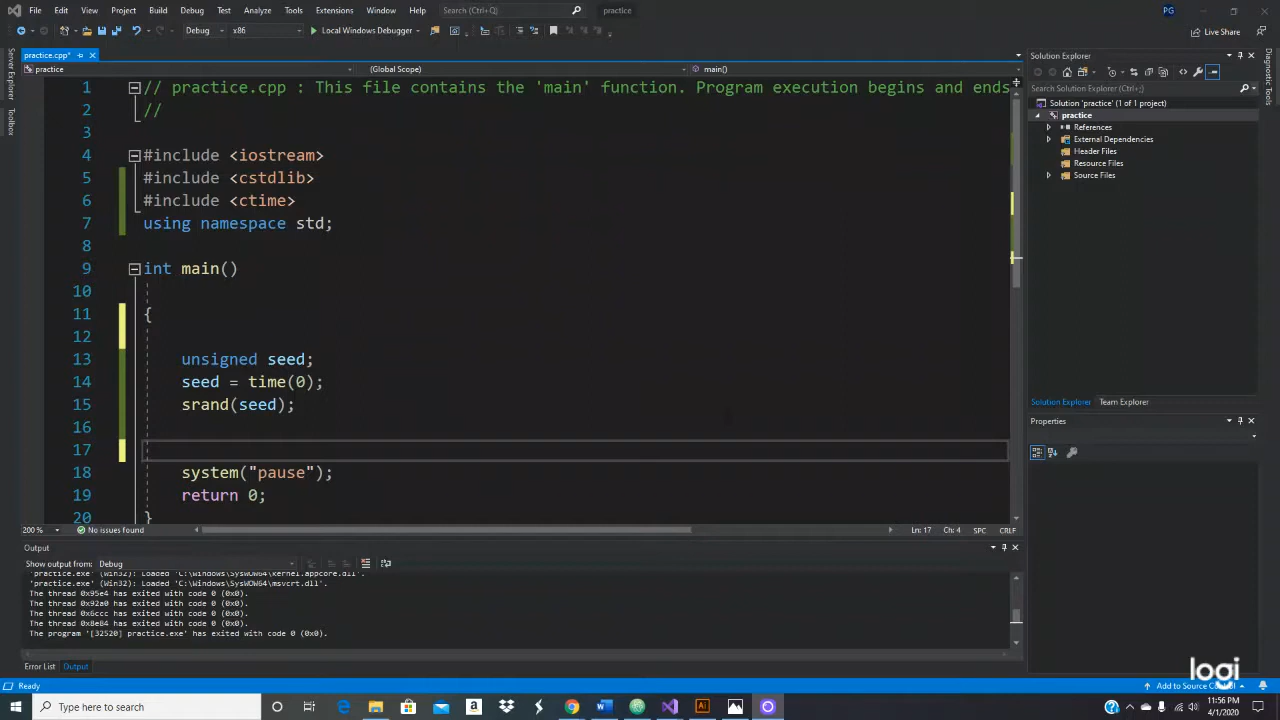 File Edit View Project Build Debug Test Analyze Tools Extensions Window Help Search (Ctrl+Q) practice PG
Debug x86 Local Windows Debugger Live Share
practice.cpp*
practice (Global Scope) main()
Server Explorer
Toolbox
1 // practice.cpp : This file contains the 'main' function. Program execution begins and ends
2 //
3
4 #include <iostream>
5 #include <cstdlib>
6 #include <ctime>
7 using namespace std;
8
9 int main()
10
11 {
12
13 unsigned seed;
14 seed = time(0);
15 srand(seed);
16
17
18 system("pause");
19 return 0;
20 }
200 % No issues found Ln: 17 Ch: 4 SPC CRLF
Solution Explorer
Search Solution Explorer (Ctrl+;)
Solution 'practice' (1 of 1 project)
practice
References
External Dependencies
Header Files
Resource Files
Source Files
Solution Explorer Team Explorer
Properties
Diagnostic Tools
Output
Show output from: Debug
'practice.exe' (Win32): Loaded 'C:\Windows\SysWOW64\kernel.appcore.dll'.
'practice.exe' (Win32): Loaded 'C:\Windows\SysWOW64\msvcrt.dll'.
The thread 0x95e4 has exited with code 0 (0x0).
The thread 0x92a0 has exited with code 0 (0x0).
The thread 0x6ccc has exited with code 0 (0x0).
The thread 0x8e84 has exited with code 0 (0x0).
The program '[32520] practice.exe' has exited with code 0 (0x0).
Error List Output
Ready Add to Source Control
logi
Type here to search
11:56 PM
4/1/2020